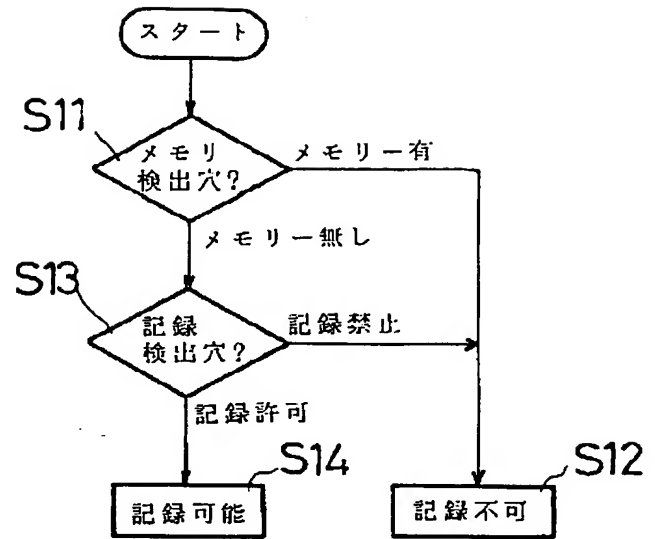 スタート
S11
メモリ
検出穴?
メモリー有
メモリー無し
S13
記録
検出穴?
記録禁止
記録許可
S14
記録可能
S12
記録不可